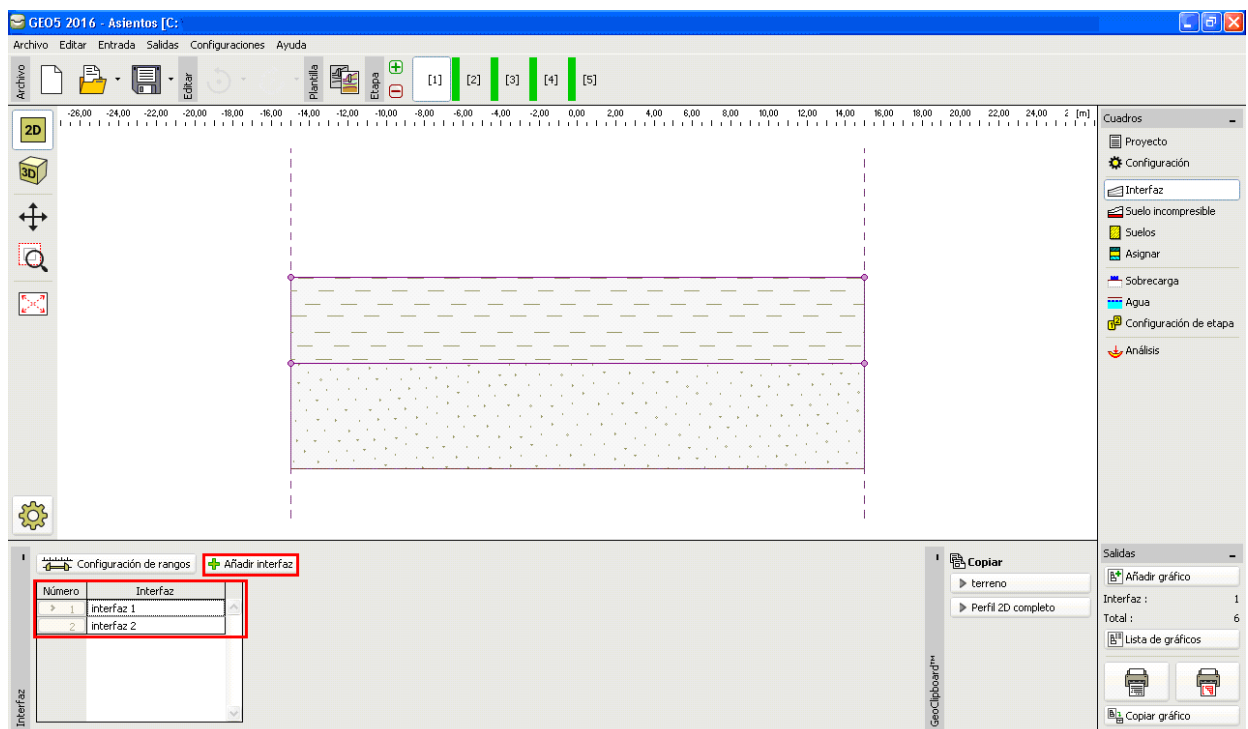 GEO5 2016 - Asientos [C:
Archivo Editar Entrada Salidas Configuraciones Ayuda
Archivo
Editar
Plantilla
Etapa
[1] [2] [3] [4] [5]
-26,00 -24,00 -22,00 -20,00 -18,00 -16,00 -14,00 -12,00 -10,00 -8,00 -6,00 -4,00 -2,00 0,00 2,00 4,00 6,00 8,00 10,00 12,00 14,00 16,00 18,00 20,00 22,00 24,00 2 [m]
2D
3D
Cuadros
Proyecto
Configuración
Interfaz
Suelo incompresible
Suelos
Asignar
Sobrecarga
Agua
Configuración de etapa
Análisis
Configuración de rangos
Añadir interfaz
Número Interfaz
1 interfaz 1
2 interfaz 2
Interfaz
GeoClipboard™
Copiar
terreno
Perfil 2D completo
Salidas
Añadir gráfico
Interfaz : 1
Total : 6
Lista de gráficos
Copiar gráfico